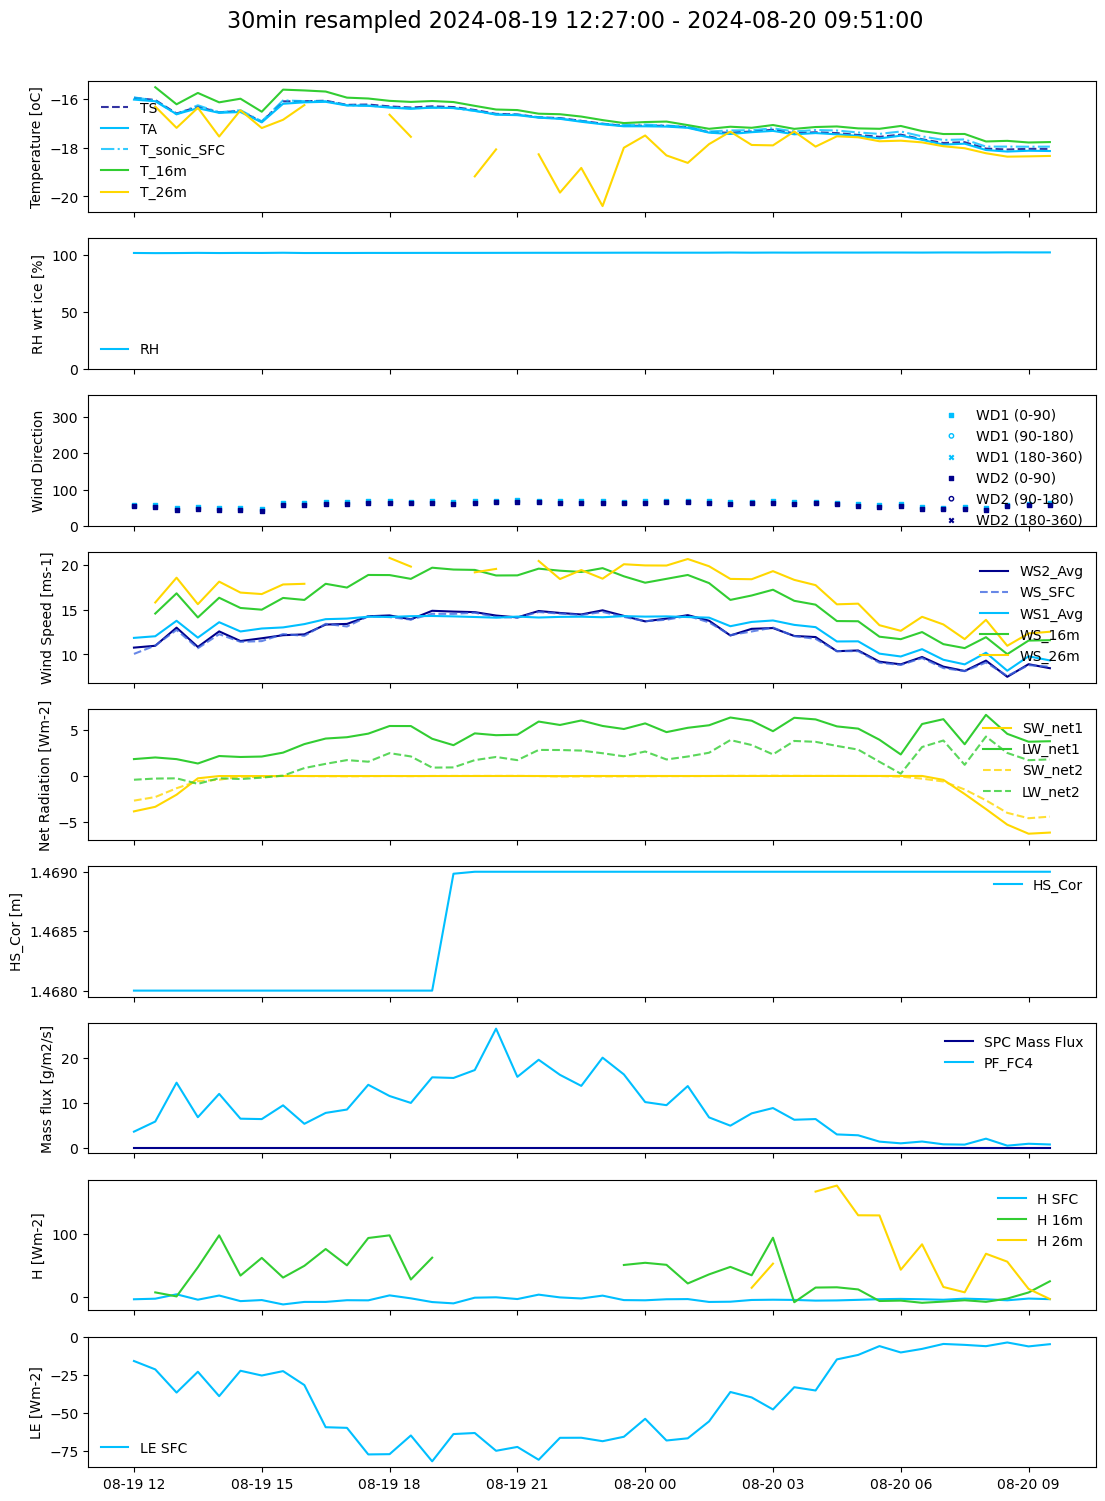 30min resampled 2024-08-19 12:27:00 - 2024-08-20 09:51:00
Temperature [oC]
−16
−18
−20
TS
TA
T_sonic_SFC
T_16m
T_26m
RH wrt ice [%]
100
50
0
RH
Wind Direction
300
200
100
0
WD1 (0-90)
WD1 (90-180)
WD1 (180-360)
WD2 (0-90)
WD2 (90-180)
WD2 (180-360)
Wind Speed [ms-1]
20
15
10
WS2_Avg
WS_SFC
WS1_Avg
WS_16m
WS_26m
Net Radiation [Wm-2]
5
0
−5
SW_net1
LW_net1
SW_net2
LW_net2
HS_Cor [m]
1.4690
1.4685
1.4680
HS_Cor
Mass flux [g/m2/s]
20
10
0
SPC Mass Flux
PF_FC4
H [Wm-2]
100
0
H SFC
H 16m
H 26m
LE [Wm-2]
0
−25
−50
−75
LE SFC
08-19 12 08-19 15 08-19 18 08-19 21 08-20 00 08-20 03 08-20 06 08-20 09